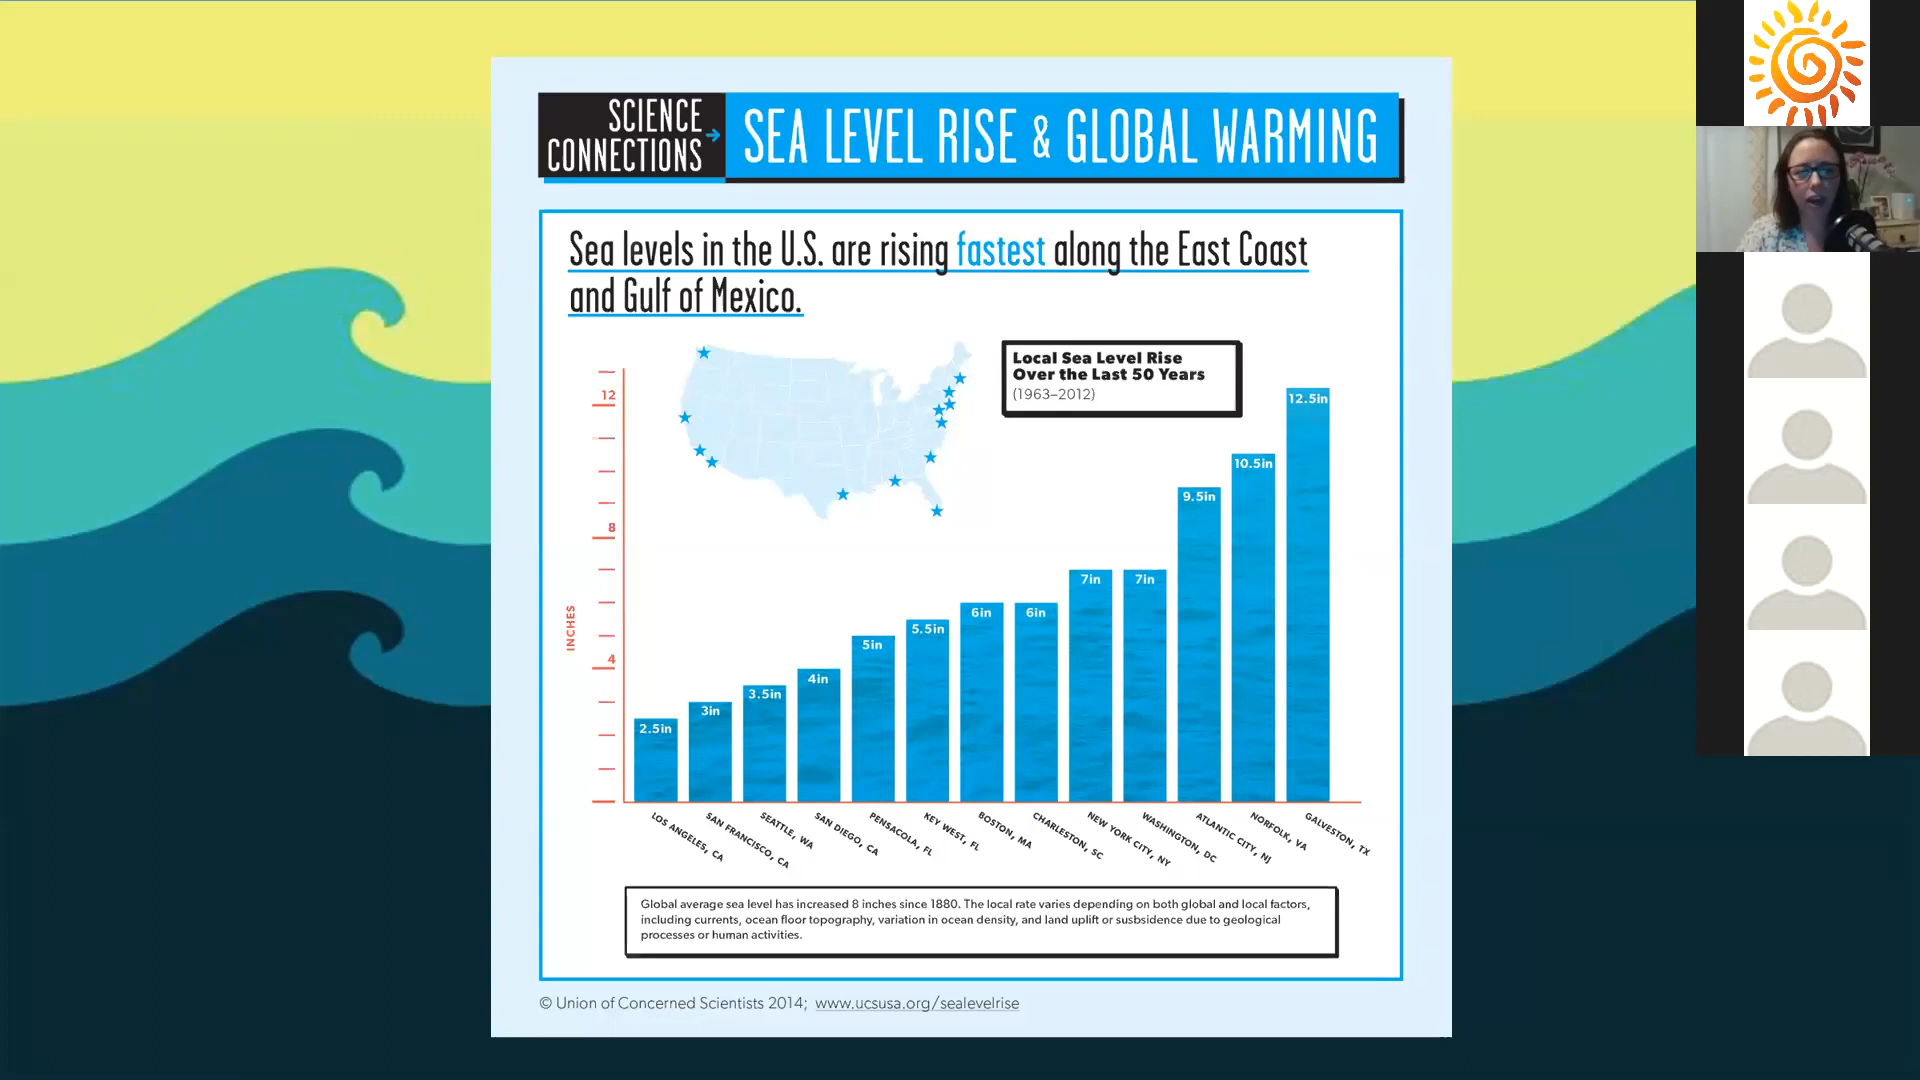 SCIENCE
CONNECTIONS
SEA LEVEL RISE & GLOBAL WARMING
Sea levels in the U.S. are rising fastest along the East Coast
and Gulf of Mexico.
Local Sea Level Rise
Over the Last 50 Years
(1963–2012)
INCHES
12
8
4
2.5in
3in
3.5in
4in
5in
5.5in
6in
6in
7in
7in
9.5in
10.5in
12.5in
LOS ANGELES, CA
SAN FRANCISCO, CA
SEATTLE, WA
SAN DIEGO, CA
PENSACOLA, FL
KEY WEST, FL
BOSTON, MA
CHARLESTON, SC
NEW YORK CITY, NY
WASHINGTON, DC
ATLANTIC CITY, NJ
NORFOLK, VA
GALVESTON, TX
Global average sea level has increased 8 inches since 1880. The local rate varies depending on both global and local factors,
including currents, ocean floor topography, variation in ocean density, and land uplift or susbsidence due to geological
processes or human activities.
© Union of Concerned Scientists 2014; www.ucsusa.org/sealevelrise